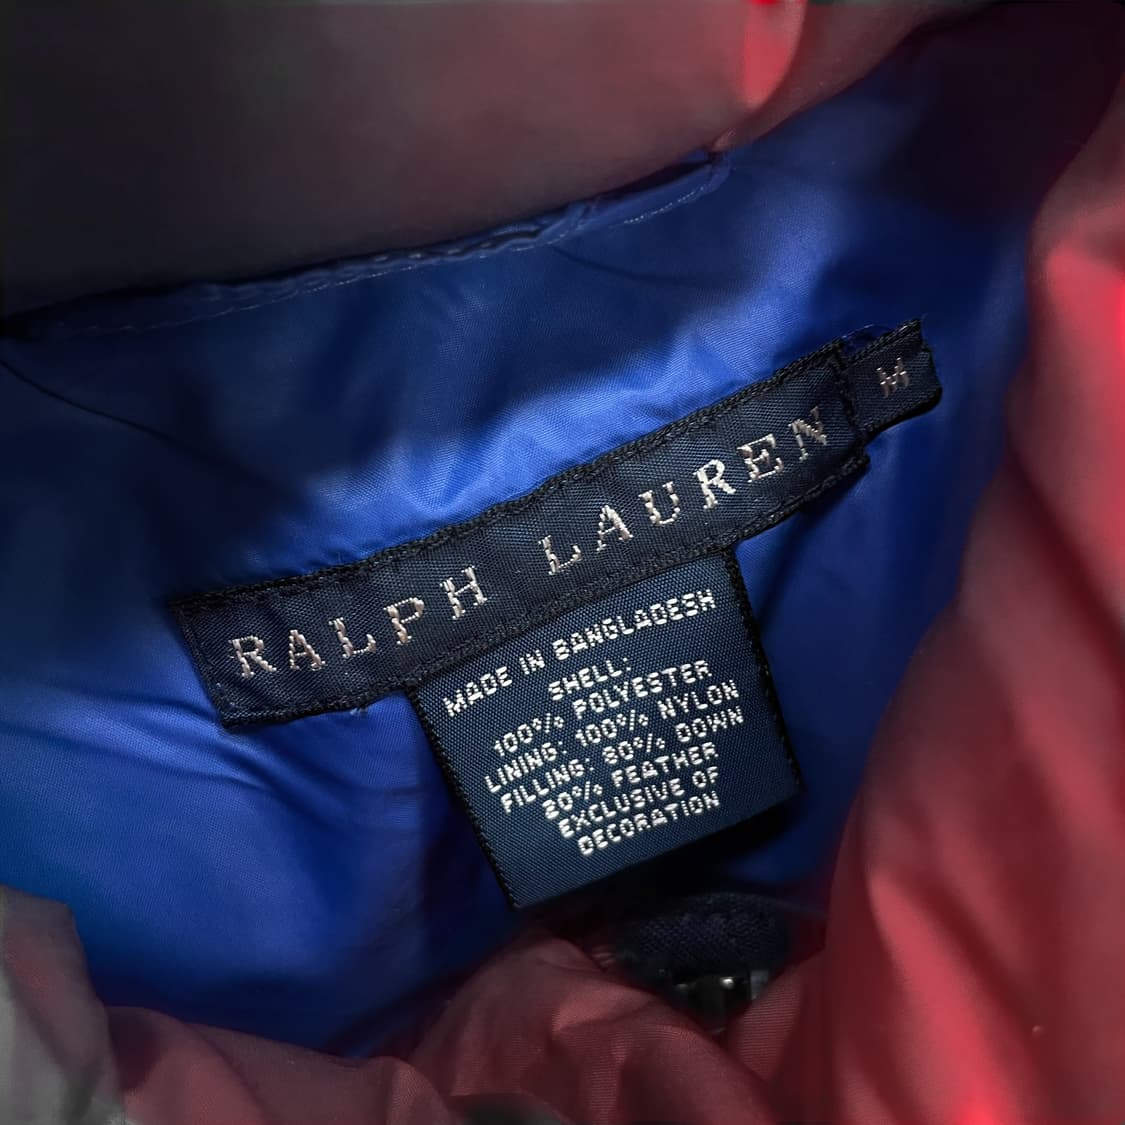 RALPH LAUREN
M
MADE IN BANGLADESH
SHELL:
100% POLYESTER
LINING: 100% NYLON
FILLING: 80% DOWN
20% FEATHER
EXCLUSIVE OF
DECORATION